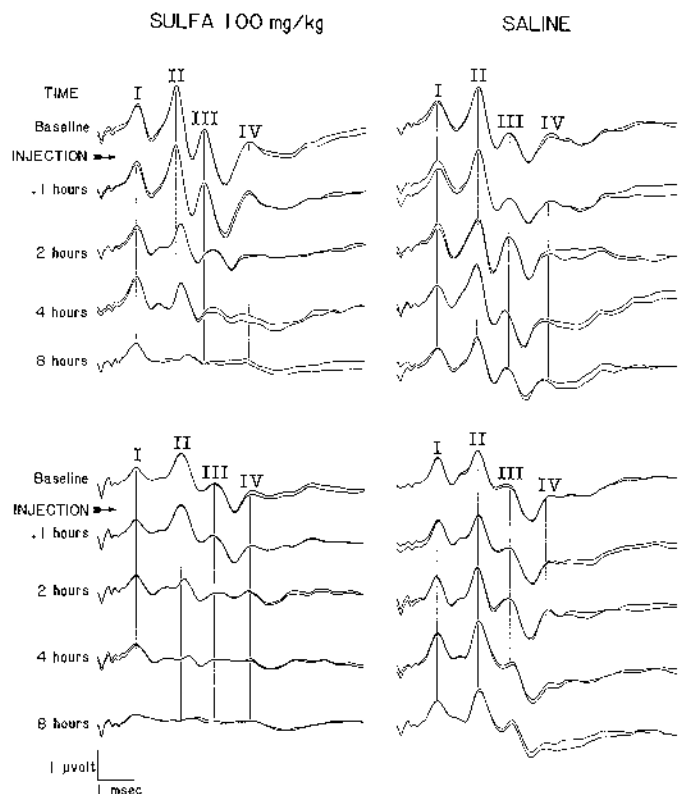 SULFA 100 mg/kg
SALINE
TIME
I
II
III
IV
I
II
III
IV
Baseline
INJECTION
.1 hours
2 hours
4 hours
8 hours
I
II
III
IV
I
II
III
IV
Baseline
INJECTION
.1 hours
2 hours
4 hours
8 hours
1 µvolt
1 msec